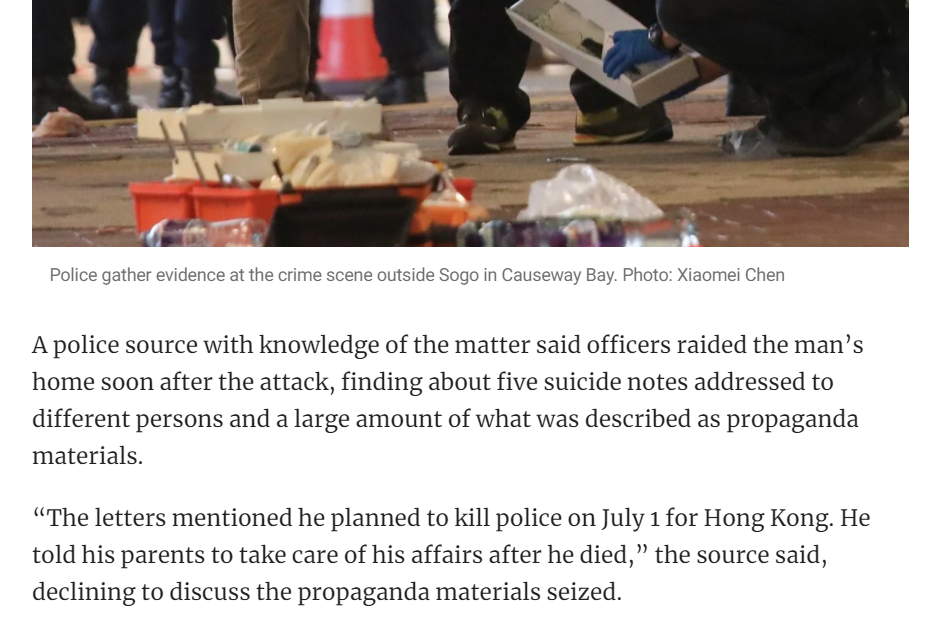 Police gather evidence at the crime scene outside Sogo in Causeway Bay. Photo: Xiaomei Chen
A police source with knowledge of the matter said officers raided the man’s
home soon after the attack, finding about five suicide notes addressed to
different persons and a large amount of what was described as propaganda
materials.
“The letters mentioned he planned to kill police on July 1 for Hong Kong. He
told his parents to take care of his affairs after he died,” the source said,
declining to discuss the propaganda materials seized.